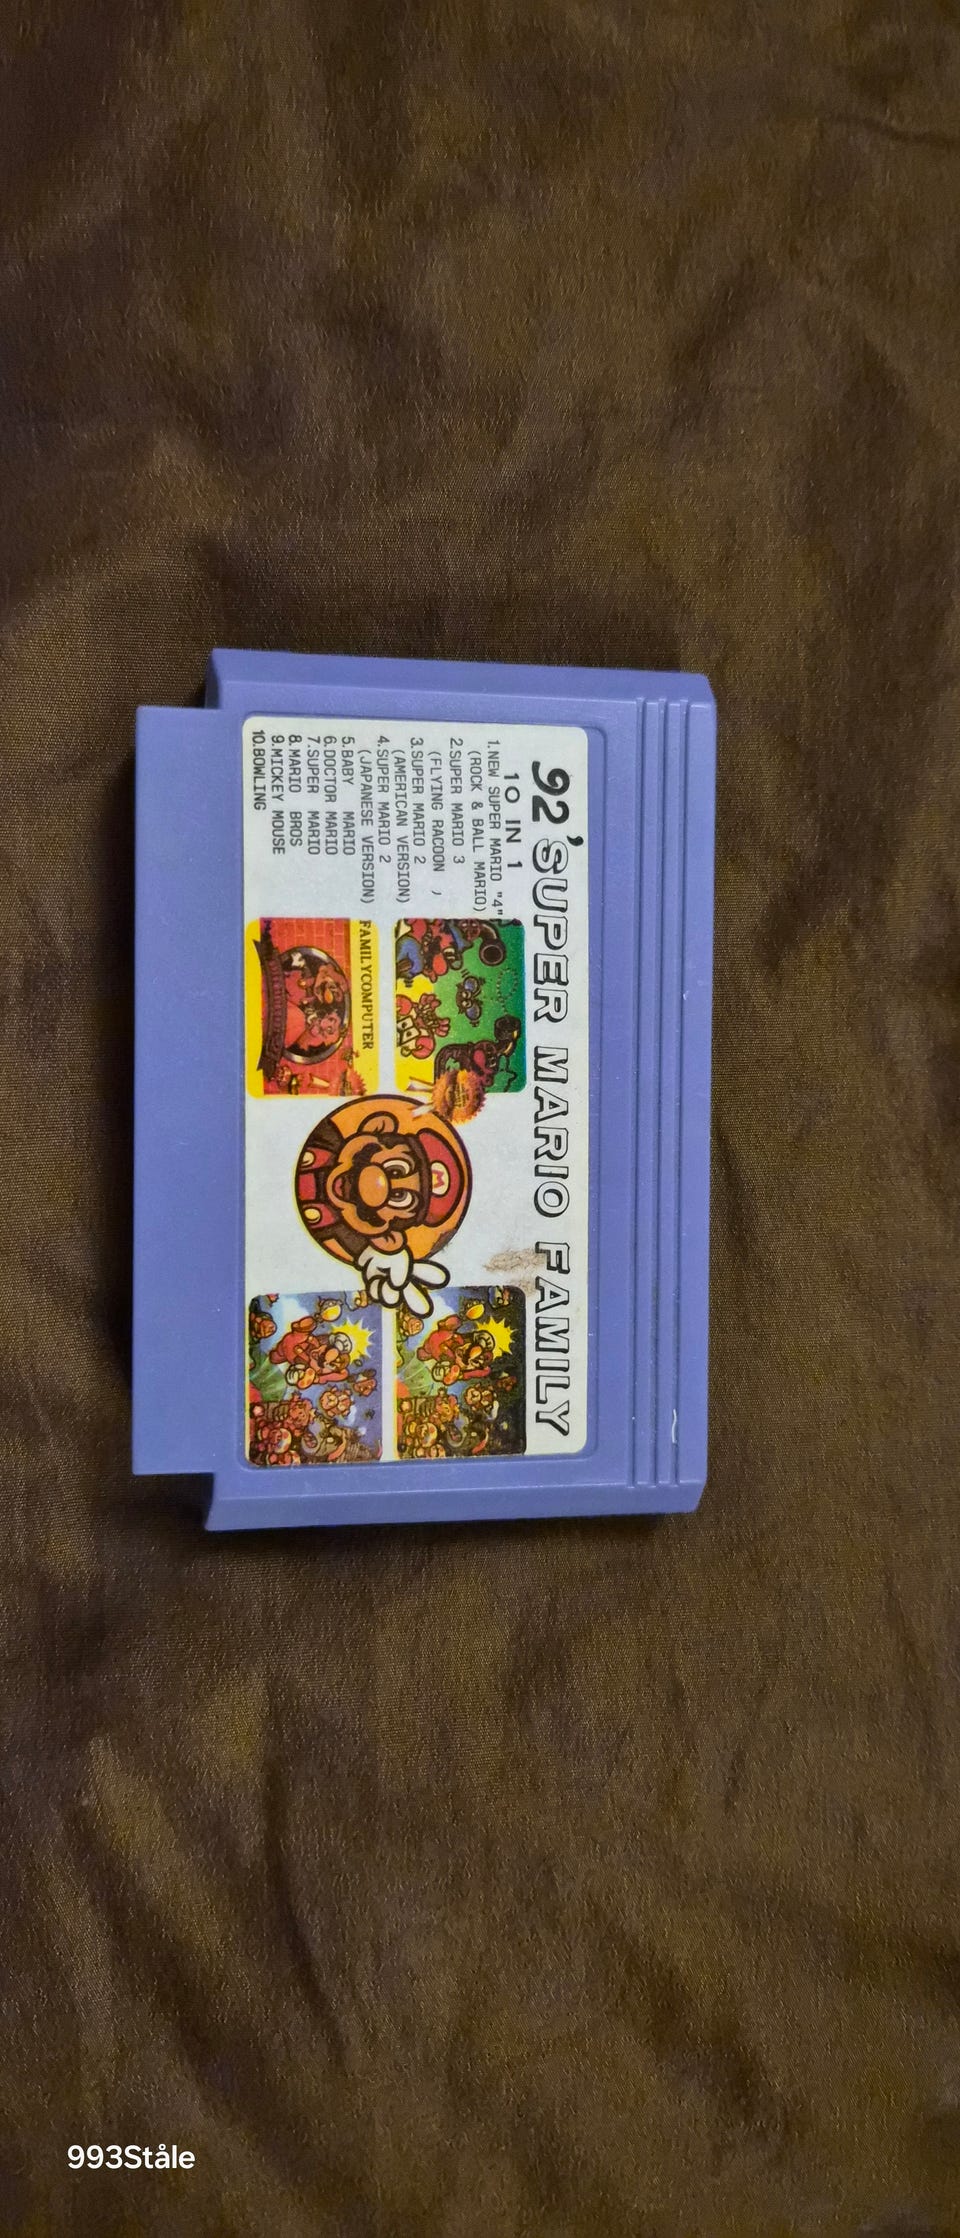 92'SUPER MARIO FAMILY
10 IN 1
1.NEW SUPER MARIO "4"
(ROCK & BALL MARIO)
2.SUPER MARIO 3
(FLYING RACOON )
3.SUPER MARIO 2
(AMERICAN VERSION)
4.SUPER MARIO 2
(JAPANESE VERSION)
5.BABY MARIO
6.DOCTOR MARIO
7.SUPER MARIO
8.MARIO BROS
9.MICKEY MOUSE
10.BOWLING
FAMILYCOMPUTER
M
993Ståle